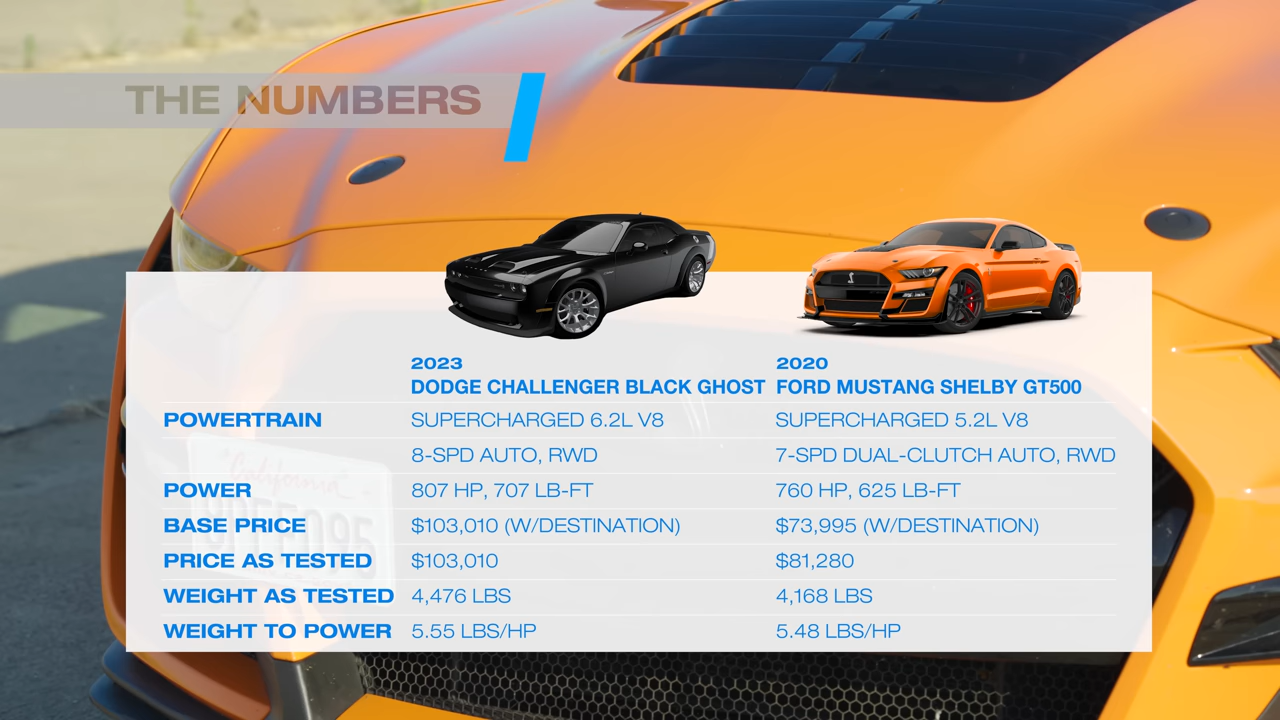 THE NUMBERS
2023 2020
DODGE CHALLENGER BLACK GHOST FORD MUSTANG SHELBY GT500
POWERTRAIN SUPERCHARGED 6.2L V8 SUPERCHARGED 5.2L V8
8-SPD AUTO, RWD 7-SPD DUAL-CLUTCH AUTO, RWD
POWER 807 HP, 707 LB-FT 760 HP, 625 LB-FT
BASE PRICE $103,010 (W/DESTINATION) $73,995 (W/DESTINATION)
PRICE AS TESTED $103,010 $81,280
WEIGHT AS TESTED 4,476 LBS 4,168 LBS
WEIGHT TO POWER 5.55 LBS/HP 5.48 LBS/HP
California